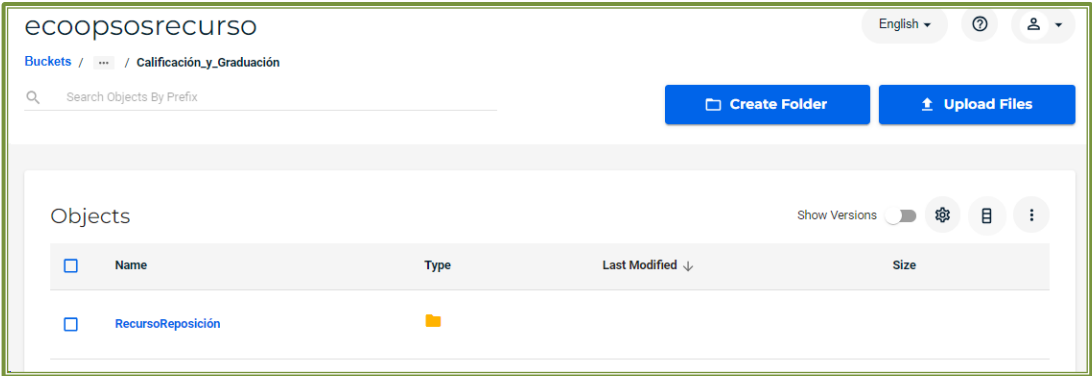 ecoopsosrecurso
English
Buckets / ... / Calificación_y_Graduación
Search Objects By Prefix
Create Folder
Upload Files
Objects
Show Versions
Name Type Last Modified Size
RecursoReposición